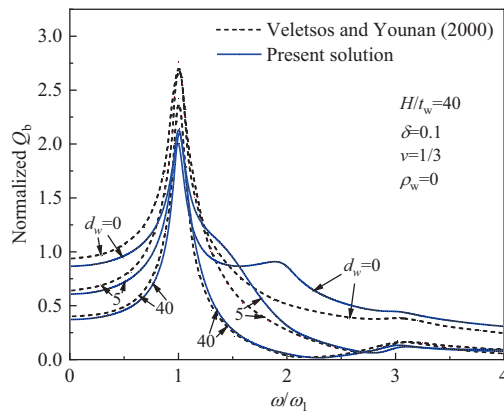 3.25
3.0
2.5
2.0
1.5
1.0
0.5
0.0
Normalized Q_b
Veletsos and Younan (2000)
Present solution
H/t_w=40
δ=0.1
ν=1/3
ρ_w=0
d_w=0
5
40
d_w=0
5
40
0
1
2
3
4
ω/ω_1